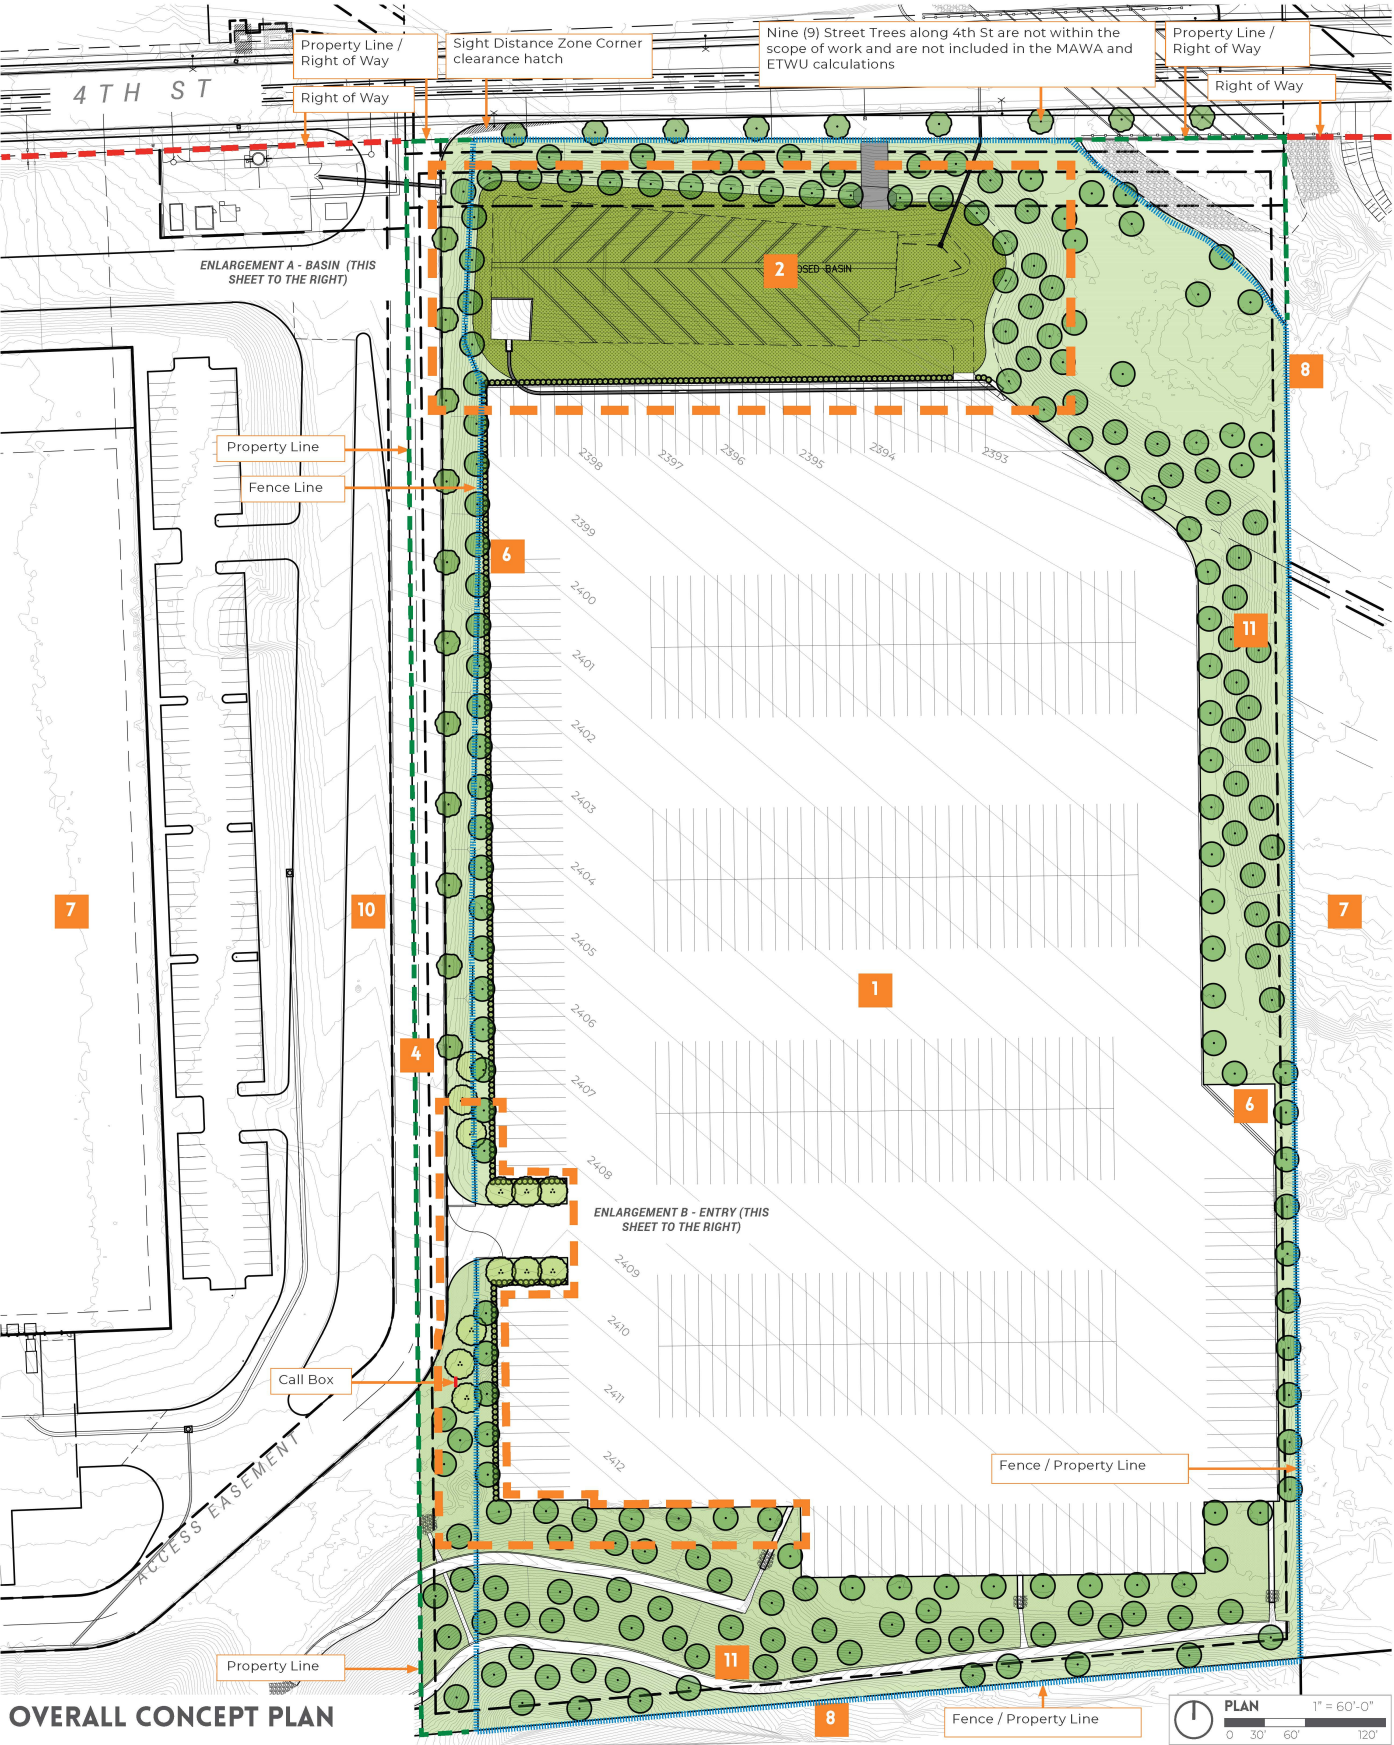 4TH ST
Property Line /
Right of Way
Right of Way
Sight Distance Zone Corner
clearance hatch
Nine (9) Street Trees along 4th St are not within the
scope of work and are not included in the MAWA and
ETWU calculations
Property Line /
Right of Way
Right of Way
ENLARGEMENT A - BASIN (THIS
SHEET TO THE RIGHT)
2
OSED BASIN
8
Property Line
Fence Line
2398
2397
2396
2395
2394
2393
2399
6
2400
11
2401
2402
2403
2404
7
10
7
2405
1
2406
4
2407
6
2408
ENLARGEMENT B - ENTRY (THIS
SHEET TO THE RIGHT)
2409
2410
Call Box
2411
2412
Fence / Property Line
ACCESS EASEMENT
11
Property Line
OVERALL CONCEPT PLAN
8
Fence / Property Line
PLAN
1" = 60'-0"
0 30' 60' 120'